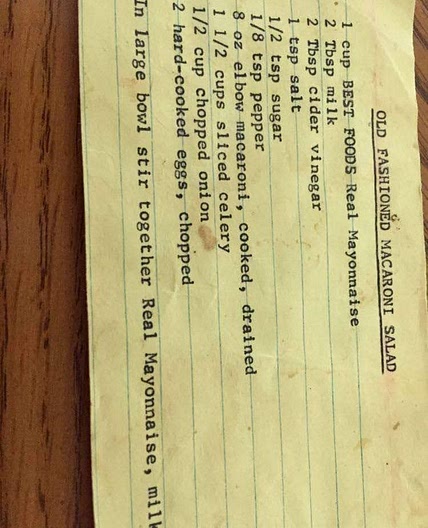 OLD FASHIONED MACARONI SALAD
1 cup BEST FOODS Real Mayonnaise
2 Tbsp milk
2 Tbsp cider vinegar
1 tsp salt
1/2 tsp sugar
1/8 tsp pepper
8 oz elbow macaroni, cooked, drained
1 1/2 cups sliced celery
1/2 cup chopped onion
2 hard-cooked eggs, chopped
In large bowl stir together Real Mayonnaise, milk